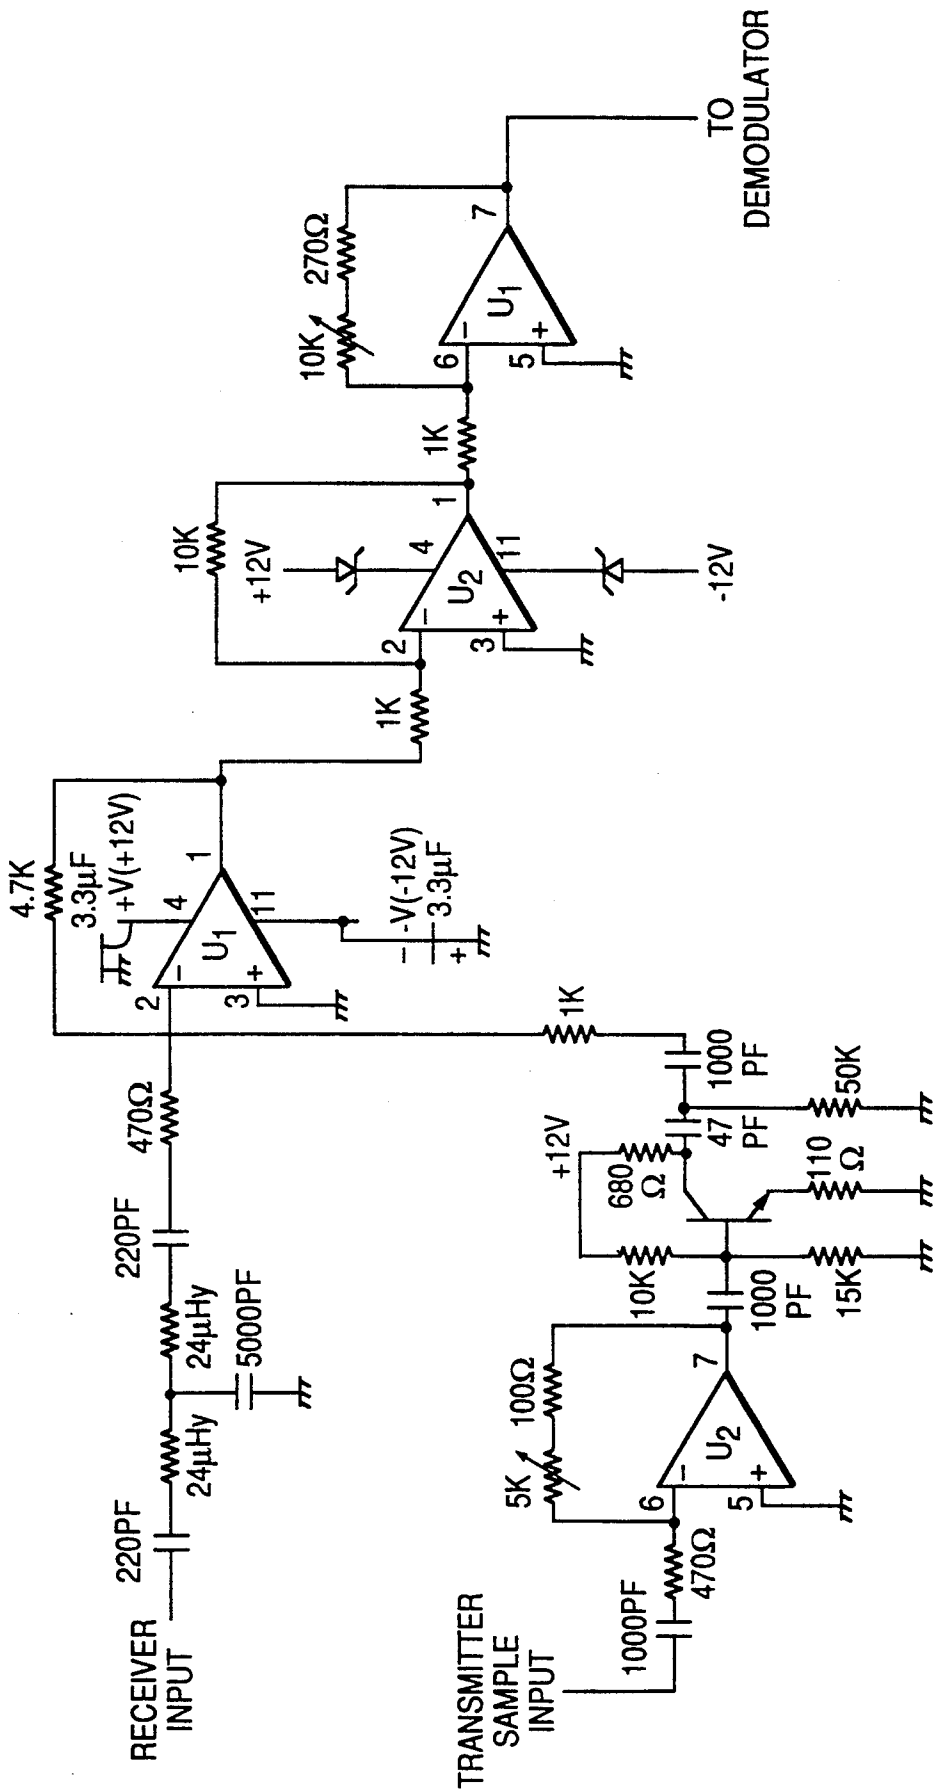 RECEIVER
INPUT
220PF
24µHy
5000PF
24µHy
220PF
470Ω
4.7K
3.3µF
+V(+12V)
2
−
4
U1
1
3
+
11
− -V(-12V)
3.3µF
+
1K
10K
+12V
2
−
4
U2
1
3
+
11
-12V
1K
10K
270Ω
6
−
U1
7
5
+
TO
DEMODULATOR
TRANSMITTER
SAMPLE
INPUT
1000PF
470Ω
5K
100Ω
6
−
U2
7
5
+
1000
PF
10K
15K
+12V
680
Ω
110
Ω
47
PF
50K
1000
PF
1K